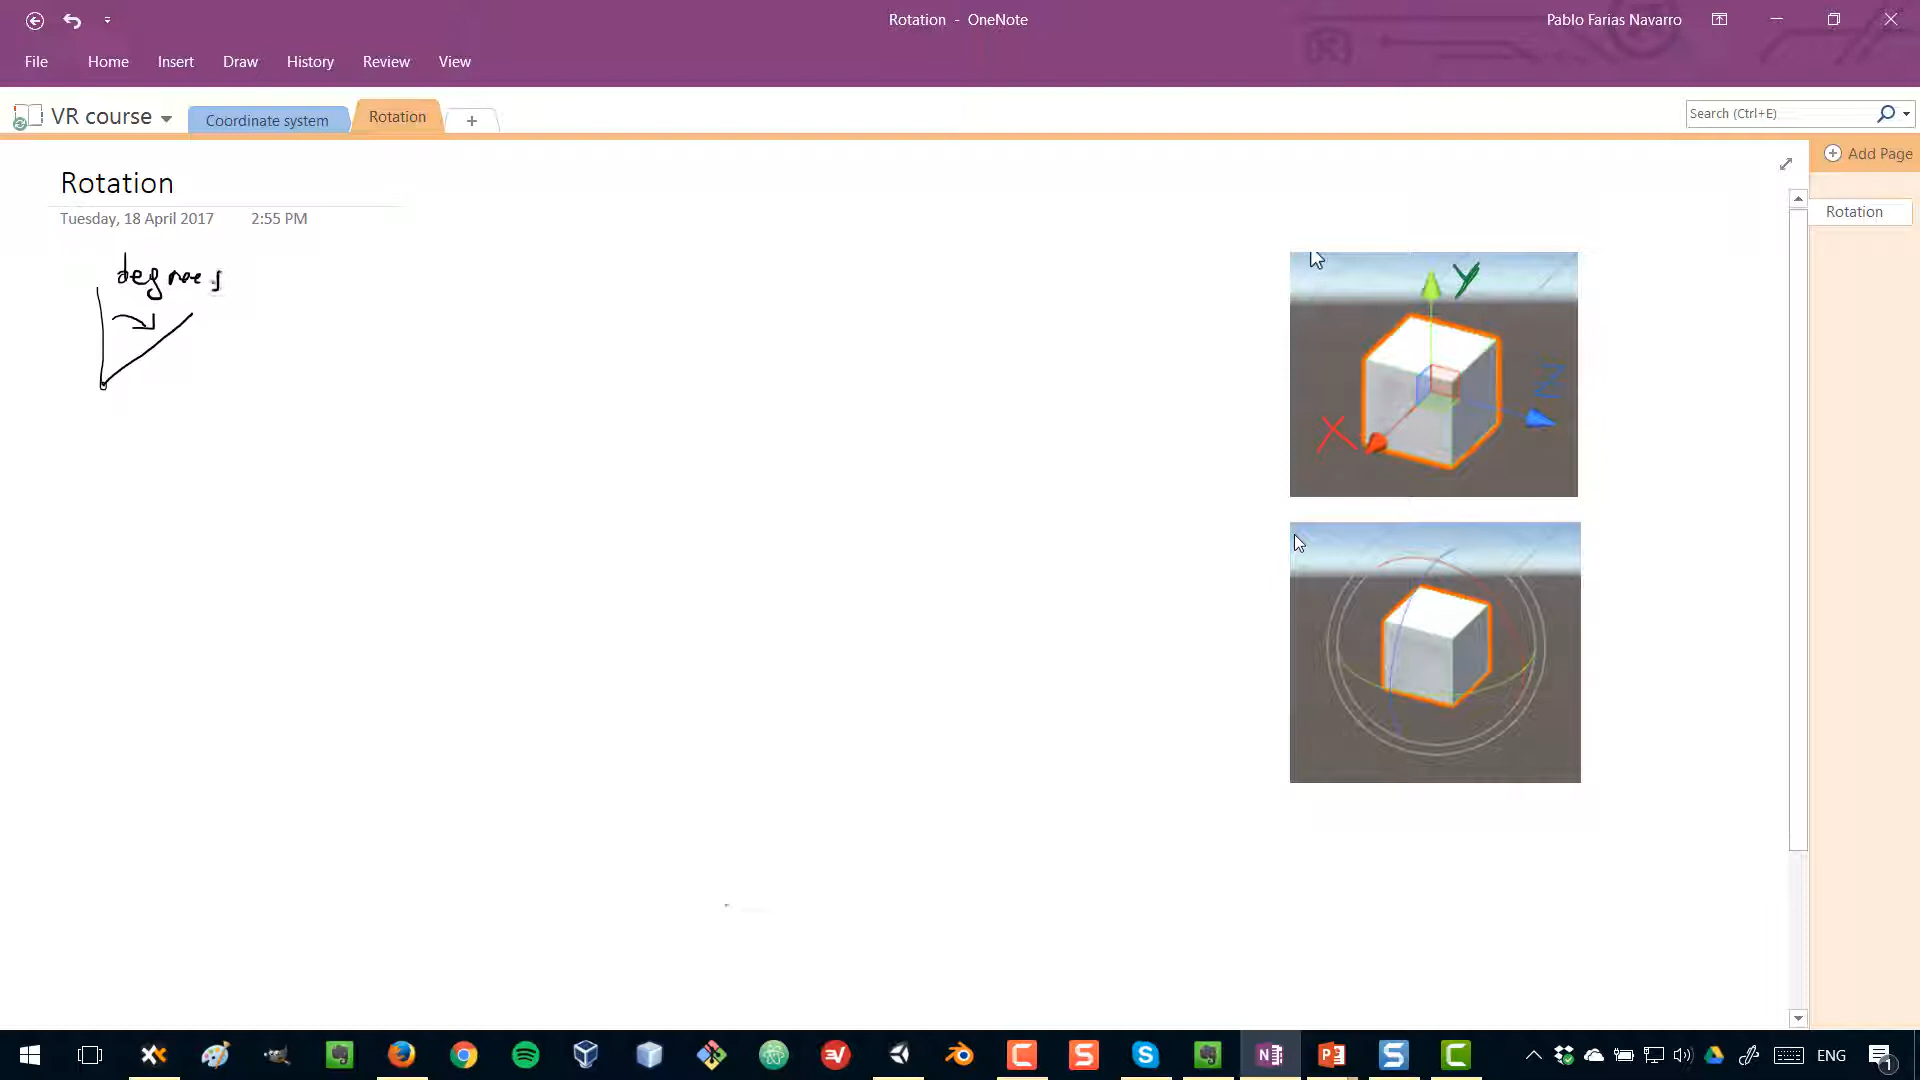 Rotation - OneNote
Pablo Farias Navarro
File Home Insert Draw History Review View
VR course
Coordinate system
Rotation
+
Search (Ctrl+E)
Add Page
Rotation
Rotation
Tuesday, 18 April 2017 2:55 PM
degrees
Y
X
Z
ENG
1